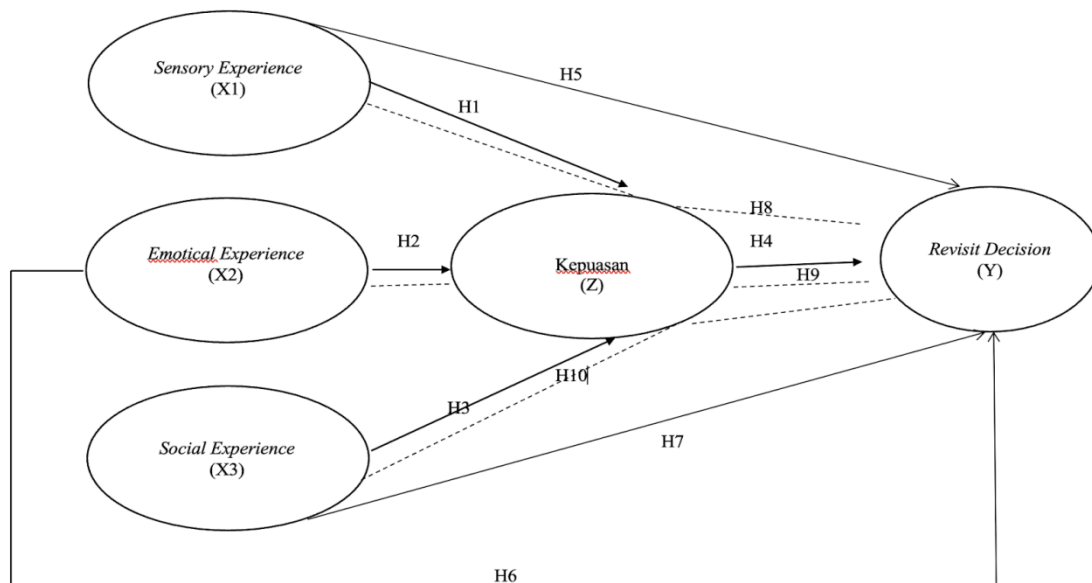 Sensory Experience
(X1)
H5
H1
H8
Emotical Experience
(X2)
H2
Kepuasan
(Z)
H4
H9
Revisit Decision
(Y)
H10
H3
Social Experience
(X3)
H7
H6